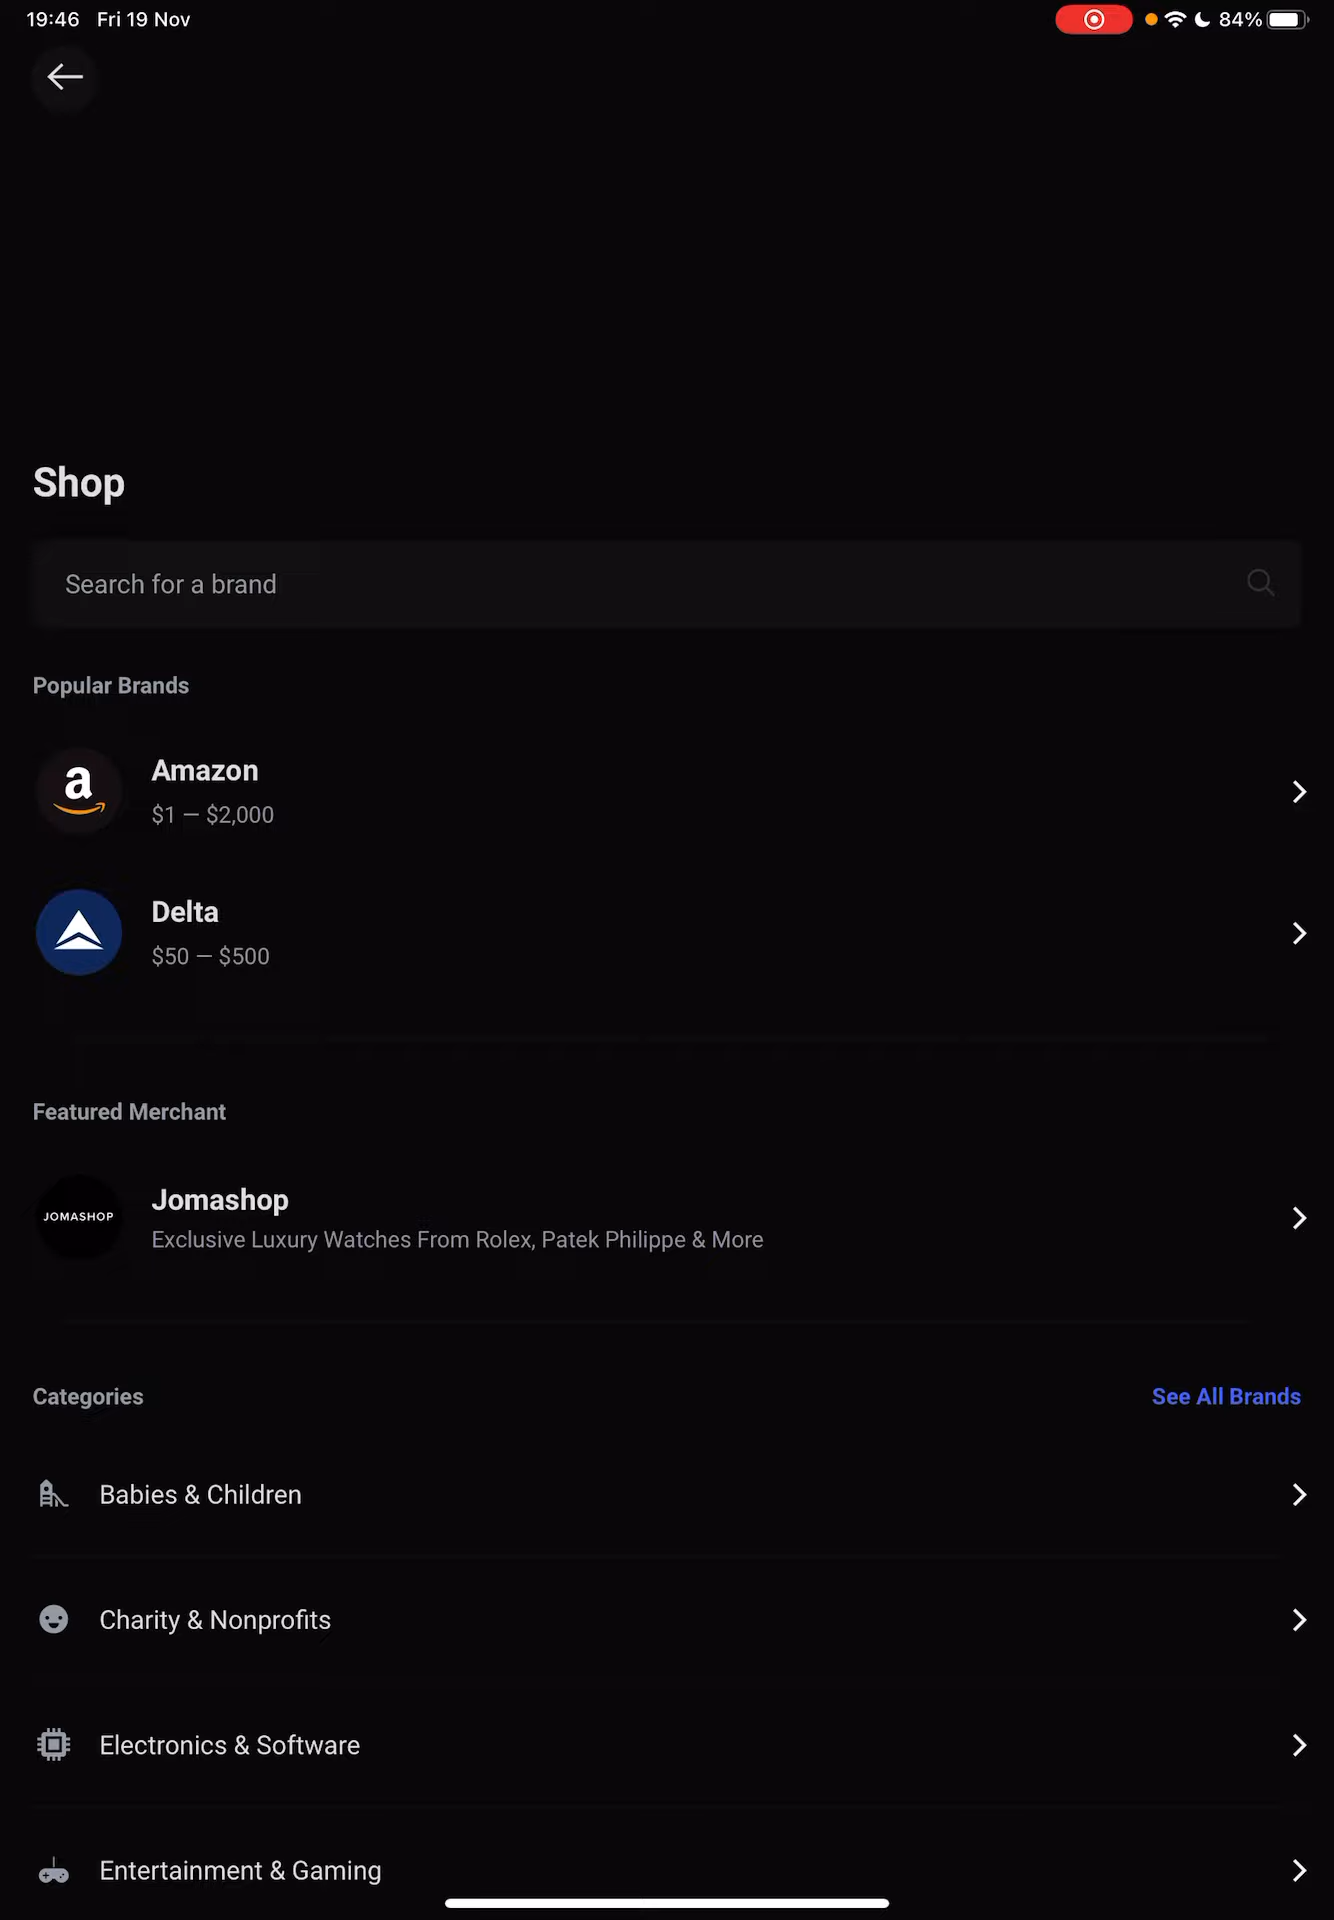 19:46 Fri 19 Nov 84%
Shop
Search for a brand
Popular Brands
a
Amazon
$1 – $2,000
Delta
$50 – $500
Featured Merchant
JOMASHOP
Jomashop
Exclusive Luxury Watches From Rolex, Patek Philippe & More
Categories See All Brands
Babies & Children
Charity & Nonprofits
Electronics & Software
Entertainment & Gaming